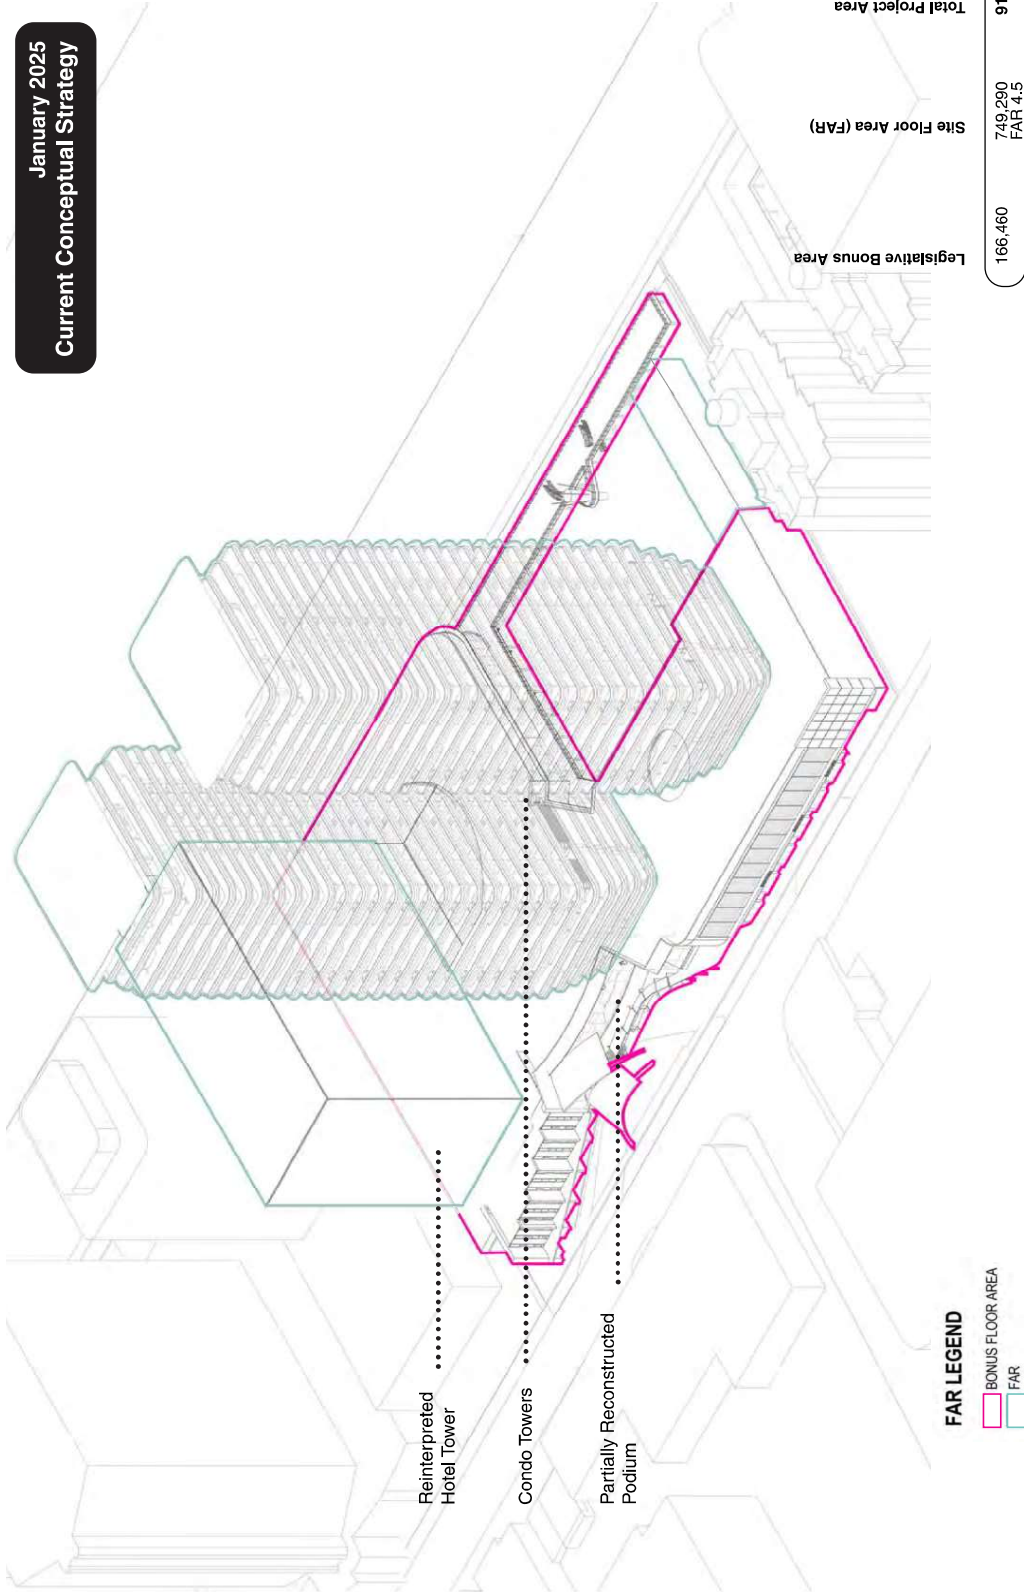 January 2025
Current Conceptual Strategy
Reinterpreted
Hotel Tower
Condo Towers
Partially Reconstructed
Podium
Legislative Bonus Area
Site Floor Area (FAR)
Total Project Area
166,460
749,290
FAR 4.5
FAR LEGEND
BONUS FLOOR AREA
FAR